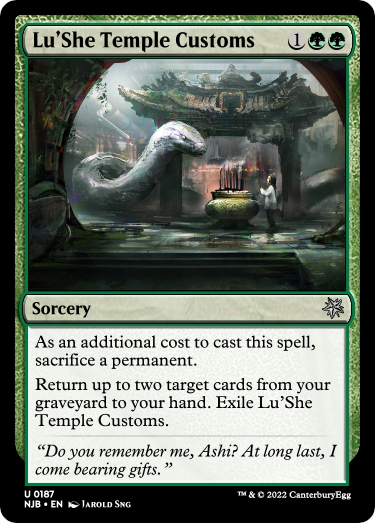 Lu'She Temple Customs 1
Sorcery
As an additional cost to cast this spell,
sacrifice a permanent.
Return up to two target cards from your
graveyard to your hand. Exile Lu'She
Temple Customs.
"Do you remember me, Ashi? At long last, I
come bearing gifts."
U 0187
NJB • EN Jarold Sng
™ & © 2022 CanterburyEgg